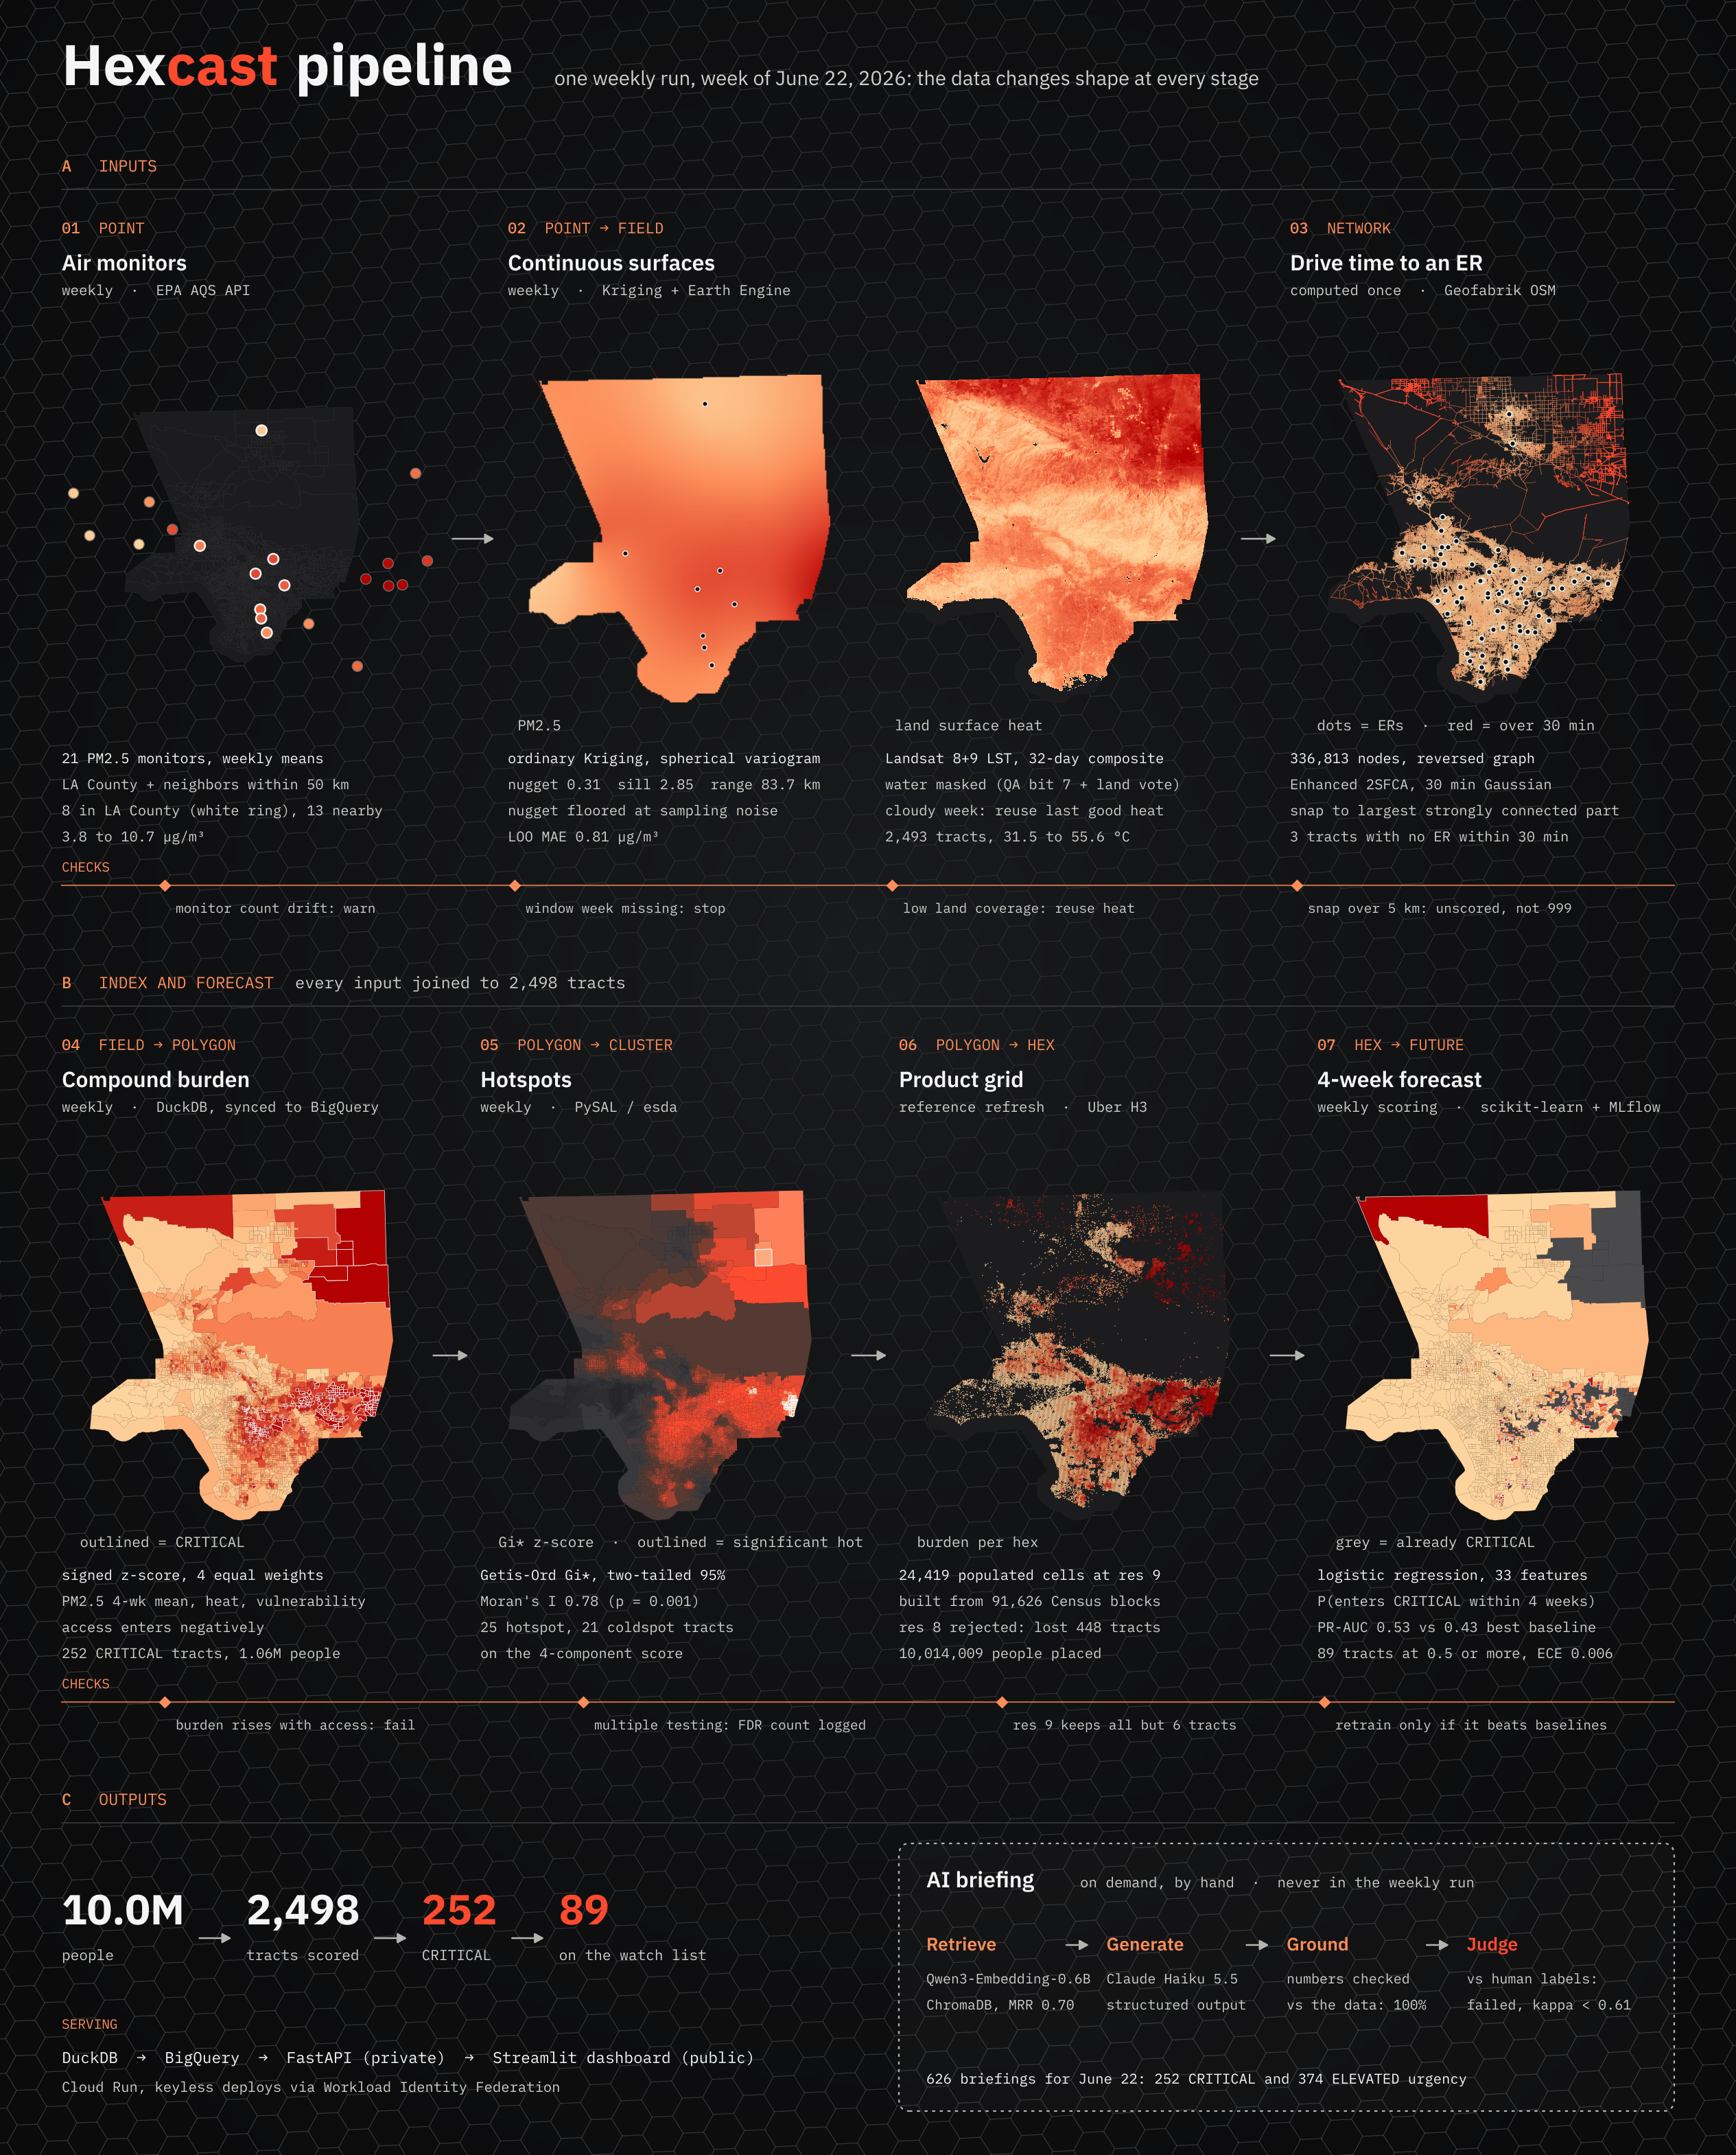 Hexcast pipeline
one weekly run, week of June 22, 2026: the data changes shape at every stage
A INPUTS
01 POINT
Air monitors
weekly · EPA AQS API
02 POINT → FIELD
Continuous surfaces
weekly · Kriging + Earth Engine
03 NETWORK
Drive time to an ER
computed once · Geofabrik OSM
PM2.5
land surface heat
dots = ERs · red = over 30 min
21 PM2.5 monitors, weekly means
LA County + neighbors within 50 km
8 in LA County (white ring), 13 nearby
3.8 to 10.7 µg/m³
ordinary Kriging, spherical variogram
nugget 0.31 sill 2.85 range 83.7 km
nugget floored at sampling noise
LOO MAE 0.81 µg/m³
Landsat 8+9 LST, 32-day composite
water masked (QA bit 7 + land vote)
cloudy week: reuse last good heat
2,493 tracts, 31.5 to 55.6 °C
336,813 nodes, reversed graph
Enhanced 2SFCA, 30 min Gaussian
snap to largest strongly connected part
3 tracts with no ER within 30 min
CHECKS
monitor count drift: warn
window week missing: stop
low land coverage: reuse heat
snap over 5 km: unscored, not 999
B INDEX AND FORECAST every input joined to 2,498 tracts
04 FIELD → POLYGON
Compound burden
weekly · DuckDB, synced to BigQuery
05 POLYGON → CLUSTER
Hotspots
weekly · PySAL / esda
06 POLYGON → HEX
Product grid
reference refresh · Uber H3
07 HEX → FUTURE
4-week forecast
weekly scoring · scikit-learn + MLflow
outlined = CRITICAL
Gi* z-score · outlined = significant hot
burden per hex
grey = already CRITICAL
signed z-score, 4 equal weights
PM2.5 4-wk mean, heat, vulnerability
access enters negatively
252 CRITICAL tracts, 1.06M people
Getis-Ord Gi*, two-tailed 95%
Moran's I 0.78 (p = 0.001)
25 hotspot, 21 coldspot tracts
on the 4-component score
24,419 populated cells at res 9
built from 91,626 Census blocks
res 8 rejected: lost 448 tracts
10,014,009 people placed
logistic regression, 33 features
P(enters CRITICAL within 4 weeks)
PR-AUC 0.53 vs 0.43 best baseline
89 tracts at 0.5 or more, ECE 0.006
CHECKS
burden rises with access: fail
multiple testing: FDR count logged
res 9 keeps all but 6 tracts
retrain only if it beats baselines
C OUTPUTS
10.0M → 2,498 → 252 → 89
people
tracts scored
CRITICAL
on the watch list
SERVING
DuckDB → BigQuery → FastAPI (private) → Streamlit dashboard (public)
Cloud Run, keyless deploys via Workload Identity Federation
AI briefing on demand, by hand · never in the weekly run
Retrieve → Generate → Ground → Judge
Qwen3-Embedding-0.6B
ChromaDB, MRR 0.70
Claude Haiku 5.5
structured output
numbers checked
vs the data: 100%
vs human labels:
failed, kappa < 0.61
626 briefings for June 22: 252 CRITICAL and 374 ELEVATED urgency